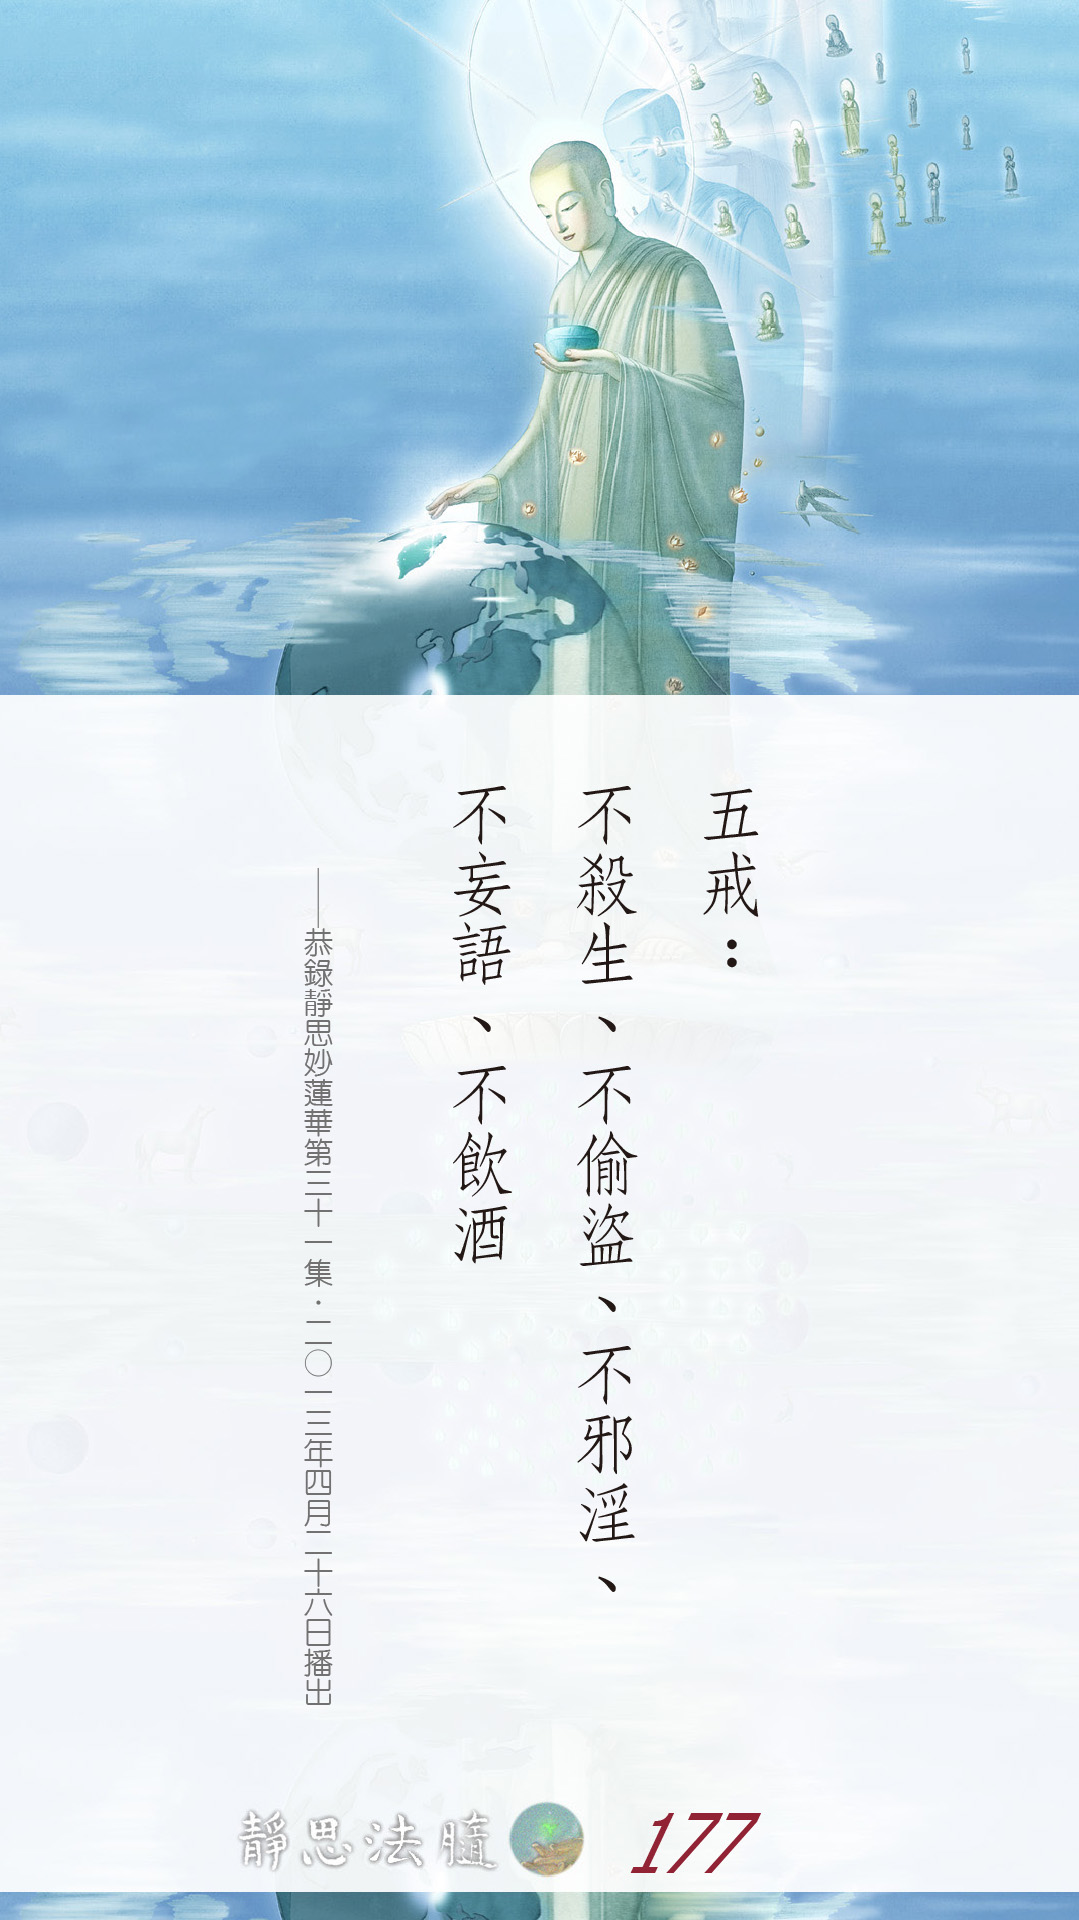 五戒：
不殺生、不偷盜、不邪淫、
不妄語、不飲酒
——恭錄靜思妙蓮華第三十一集．二〇一三年四月二十六日播出
靜思法髓
177